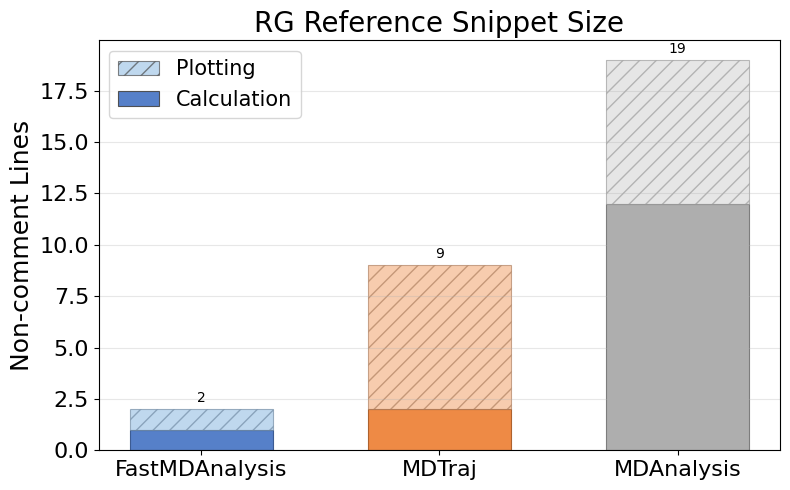 RG Reference Snippet Size
Plotting
Calculation
Non-comment Lines
17.5
15.0
12.5
10.0
7.5
5.0
2.5
0.0
2
9
19
FastMDAnalysis
MDTraj
MDAnalysis